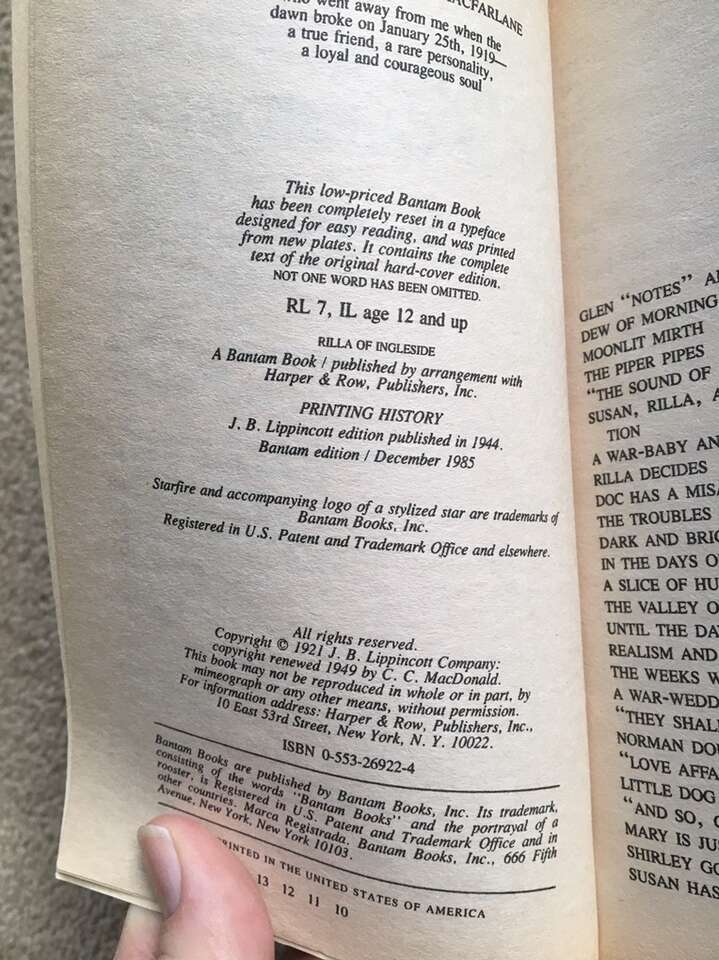 MACFARLANE
who went away from me when the
dawn broke on January 25th, 1919—
a true friend, a rare personality,
a loyal and courageous soul
This low-priced Bantam Book
has been completely reset in a typeface
designed for easy reading, and was printed
from new plates. It contains the complete
text of the original hard-cover edition.
NOT ONE WORD HAS BEEN OMITTED.
RL 7, IL age 12 and up
RILLA OF INGLESIDE
A Bantam Book / published by arrangement with
Harper & Row, Publishers, Inc.
PRINTING HISTORY
J. B. Lippincott edition published in 1944.
Bantam edition / December 1985
Starfire and accompanying logo of a stylized star are trademarks of
Bantam Books, Inc.
Registered in U.S. Patent and Trademark Office and elsewhere.
All rights reserved.
Copyright © 1921 J. B. Lippincott Company:
copyright renewed 1949 by C. C. MacDonald.
This book may not be reproduced in whole or in part, by
mimeograph or any other means, without permission.
For information address: Harper & Row, Publishers, Inc.,
10 East 53rd Street, New York, N. Y. 10022.
ISBN 0-553-26922-4
Bantam Books are published by Bantam Books, Inc. Its trademark,
consisting of the words "Bantam Books" and the portrayal of a
rooster, is Registered in U.S. Patent and Trademark Office and in
other countries. Marca Registrada. Bantam Books, Inc., 666 Fifth
Avenue, New York, New York 10103.
PRINTED IN THE UNITED STATES OF AMERICA
13 12 11 10
GLEN "NOTES"
DEW OF MORNING
MOONLIT MIRTH
THE PIPER PIPES
"THE SOUND OF
SUSAN, RILLA,
TION
A WAR-BABY
RILLA DECIDES
DOC HAS A
THE TROUBLES
DARK AND
IN THE DAYS
A SLICE OF
THE VALLEY O
UNTIL THE
REALISM AND
THE WEEKS
A WAR-WEDD
"THEY
NORMAN
"LOVE
LITTLE DOG
"AND SO,
MARY IS
SHIRLEY
SUSAN HAS